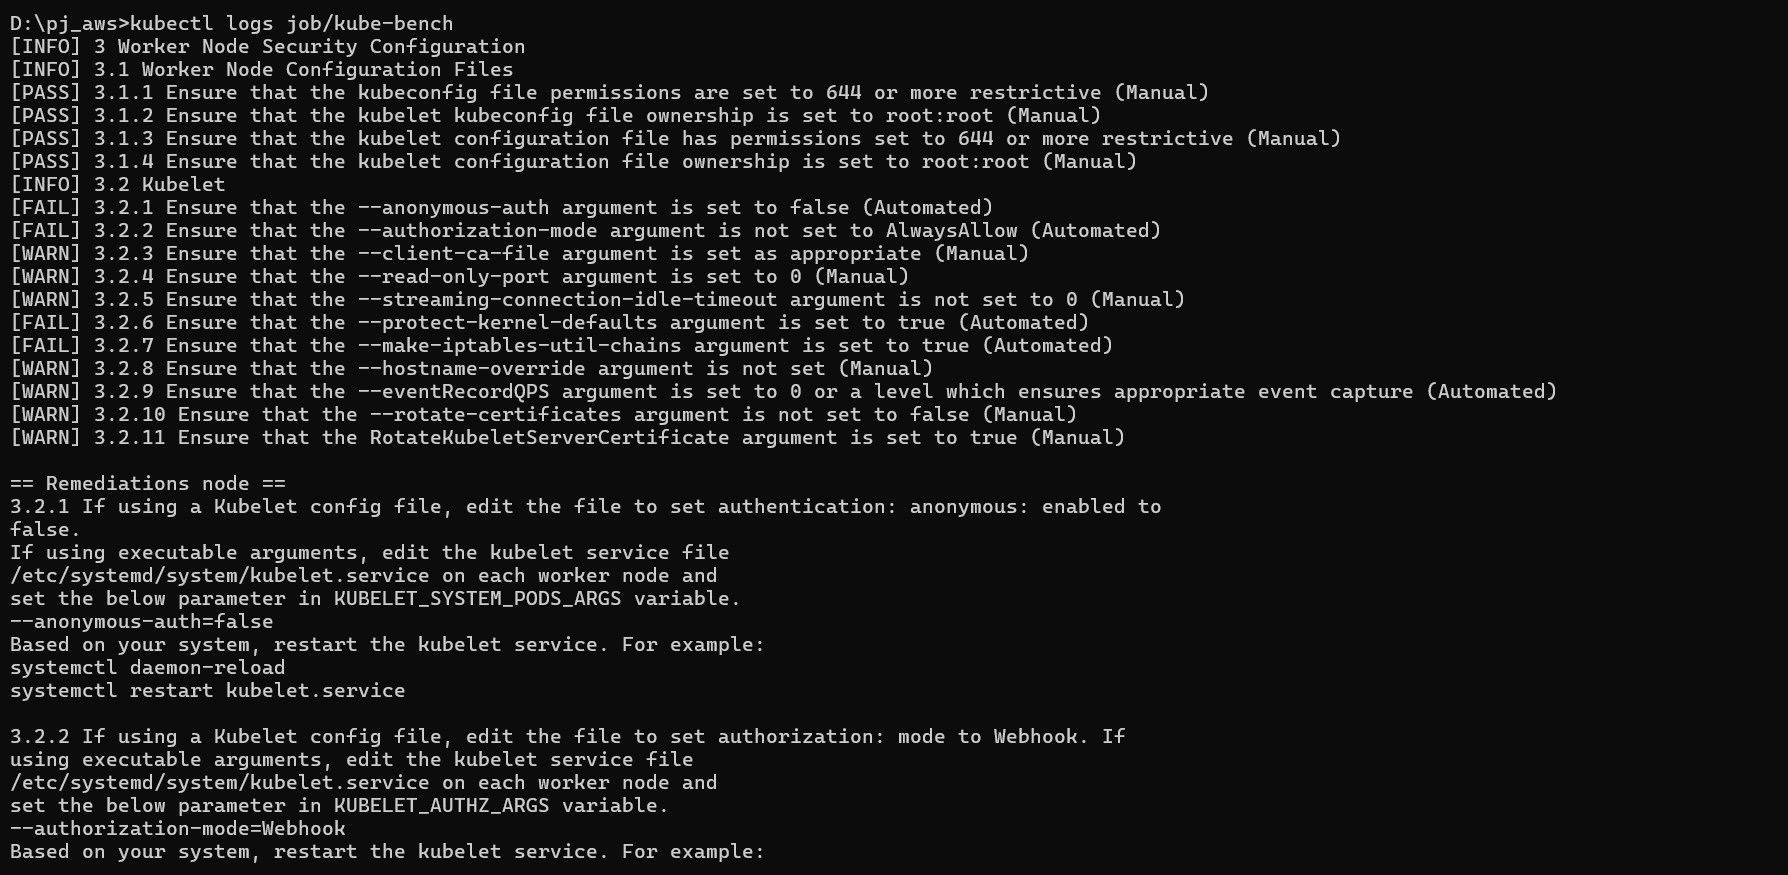 D:\pj_aws>kubectl logs job/kube-bench
[INFO] 3 Worker Node Security Configuration
[INFO] 3.1 Worker Node Configuration Files
[PASS] 3.1.1 Ensure that the kubeconfig file permissions are set to 644 or more restrictive (Manual)
[PASS] 3.1.2 Ensure that the kubelet kubeconfig file ownership is set to root:root (Manual)
[PASS] 3.1.3 Ensure that the kubelet configuration file has permissions set to 644 or more restrictive (Manual)
[PASS] 3.1.4 Ensure that the kubelet configuration file ownership is set to root:root (Manual)
[INFO] 3.2 Kubelet
[FAIL] 3.2.1 Ensure that the --anonymous-auth argument is set to false (Automated)
[FAIL] 3.2.2 Ensure that the --authorization-mode argument is not set to AlwaysAllow (Automated)
[WARN] 3.2.3 Ensure that the --client-ca-file argument is set as appropriate (Manual)
[WARN] 3.2.4 Ensure that the --read-only-port argument is set to 0 (Manual)
[WARN] 3.2.5 Ensure that the --streaming-connection-idle-timeout argument is not set to 0 (Manual)
[FAIL] 3.2.6 Ensure that the --protect-kernel-defaults argument is set to true (Automated)
[FAIL] 3.2.7 Ensure that the --make-iptables-util-chains argument is set to true (Automated)
[WARN] 3.2.8 Ensure that the --hostname-override argument is not set (Manual)
[WARN] 3.2.9 Ensure that the --eventRecordQPS argument is set to 0 or a level which ensures appropriate event capture (Automated)
[WARN] 3.2.10 Ensure that the --rotate-certificates argument is not set to false (Manual)
[WARN] 3.2.11 Ensure that the RotateKubeletServerCertificate argument is set to true (Manual)

== Remediations node ==
3.2.1 If using a Kubelet config file, edit the file to set authentication: anonymous: enabled to
false.
If using executable arguments, edit the kubelet service file
/etc/systemd/system/kubelet.service on each worker node and
set the below parameter in KUBELET_SYSTEM_PODS_ARGS variable.
--anonymous-auth=false
Based on your system, restart the kubelet service. For example:
systemctl daemon-reload
systemctl restart kubelet.service

3.2.2 If using a Kubelet config file, edit the file to set authorization: mode to Webhook. If
using executable arguments, edit the kubelet service file
/etc/systemd/system/kubelet.service on each worker node and
set the below parameter in KUBELET_AUTHZ_ARGS variable.
--authorization-mode=Webhook
Based on your system, restart the kubelet service. For example: